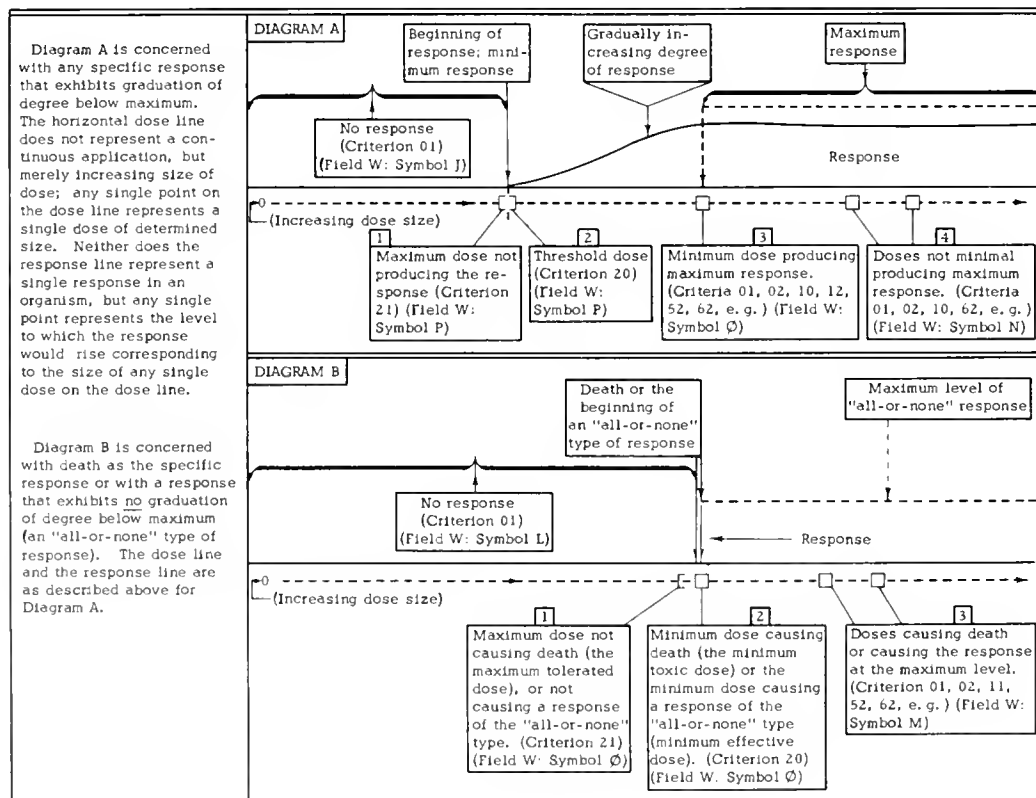 Diagram A is concerned
with any specific response
that exhibits graduation of
degree below maximum.
The horizontal dose line
does not represent a con-
tinuous application, but
merely increasing size of
dose; any single point on
the dose line represents a
single dose of determined
size. Neither does the
response line represent a
single response in an
organism, but any single
point represents the level
to which the response
would rise corresponding
to the size of any single
dose on the dose line.
Diagram B is concerned
with death as the specific
response or with a response
that exhibits no graduation
of degree below maximum
(an "all-or-none" type of
response). The dose line
and the response line are
as described above for
Diagram A.
DIAGRAM A
Beginning of
response; mini-
mum response
Gradually in-
creasing degree
of response
Maximum
response
No response
(Criterion 01)
(Field W: Symbol J)
Response
0
(Increasing dose size)
1
Maximum dose not
producing the re-
sponse (Criterion
21) (Field W:
Symbol P)
2
Threshold dose
(Criterion 20)
(Field W:
Symbol P)
3
Minimum dose producing
maximum response.
(Criteria 01, 02, 10, 12,
52, 62, e.g.) (Field W:
Symbol Ø)
4
Doses not minimal
producing maximum
response. (Criteria
01, 02, 10, 62, e.g.)
(Field W: Symbol N)
DIAGRAM B
Death or the
beginning of
an "all-or-none"
type of response
Maximum level of
"all-or-none" response
No response
(Criterion 01)
(Field W: Symbol L)
Response
0
(Increasing dose size)
1
Maximum dose not
causing death (the
maximum tolerated
dose), or not
causing a response
of the "all-or-none"
type. (Criterion 21)
(Field W: Symbol Ø)
2
Minimum dose causing
death (the minimum
toxic dose) or the
minimum dose causing
a response of the
"all-or-none" type
(minimum effective
dose). (Criterion 20)
(Field W. Symbol Ø)
3
Doses causing death
or causing the response
at the maximum level.
(Criterion 01, 02, 11,
52, 62, e.g.) (Field W:
Symbol M)